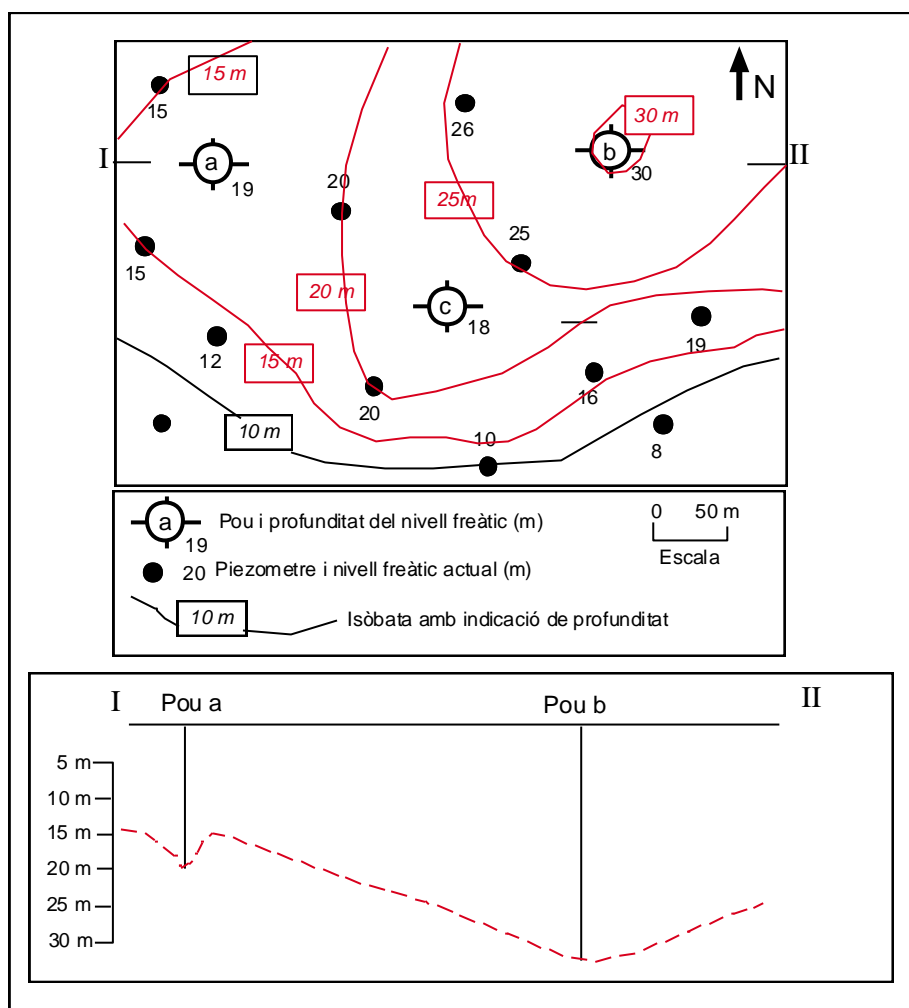 15 m
N
15
26
30 m
I
a
19
b
30
II
20
25m
15
25
20 m
c
18
12
19
15 m
20
16
10 m
10
8
a
Pou i profunditat del nivell freàtic (m)
19
0 50 m
Escala
20 Piezometre i nivell freàtic actual (m)
10 m
Isòbata amb indicació de profunditat
I
Pou a
Pou b
II
5 m
10 m
15 m
20 m
25 m
30 m